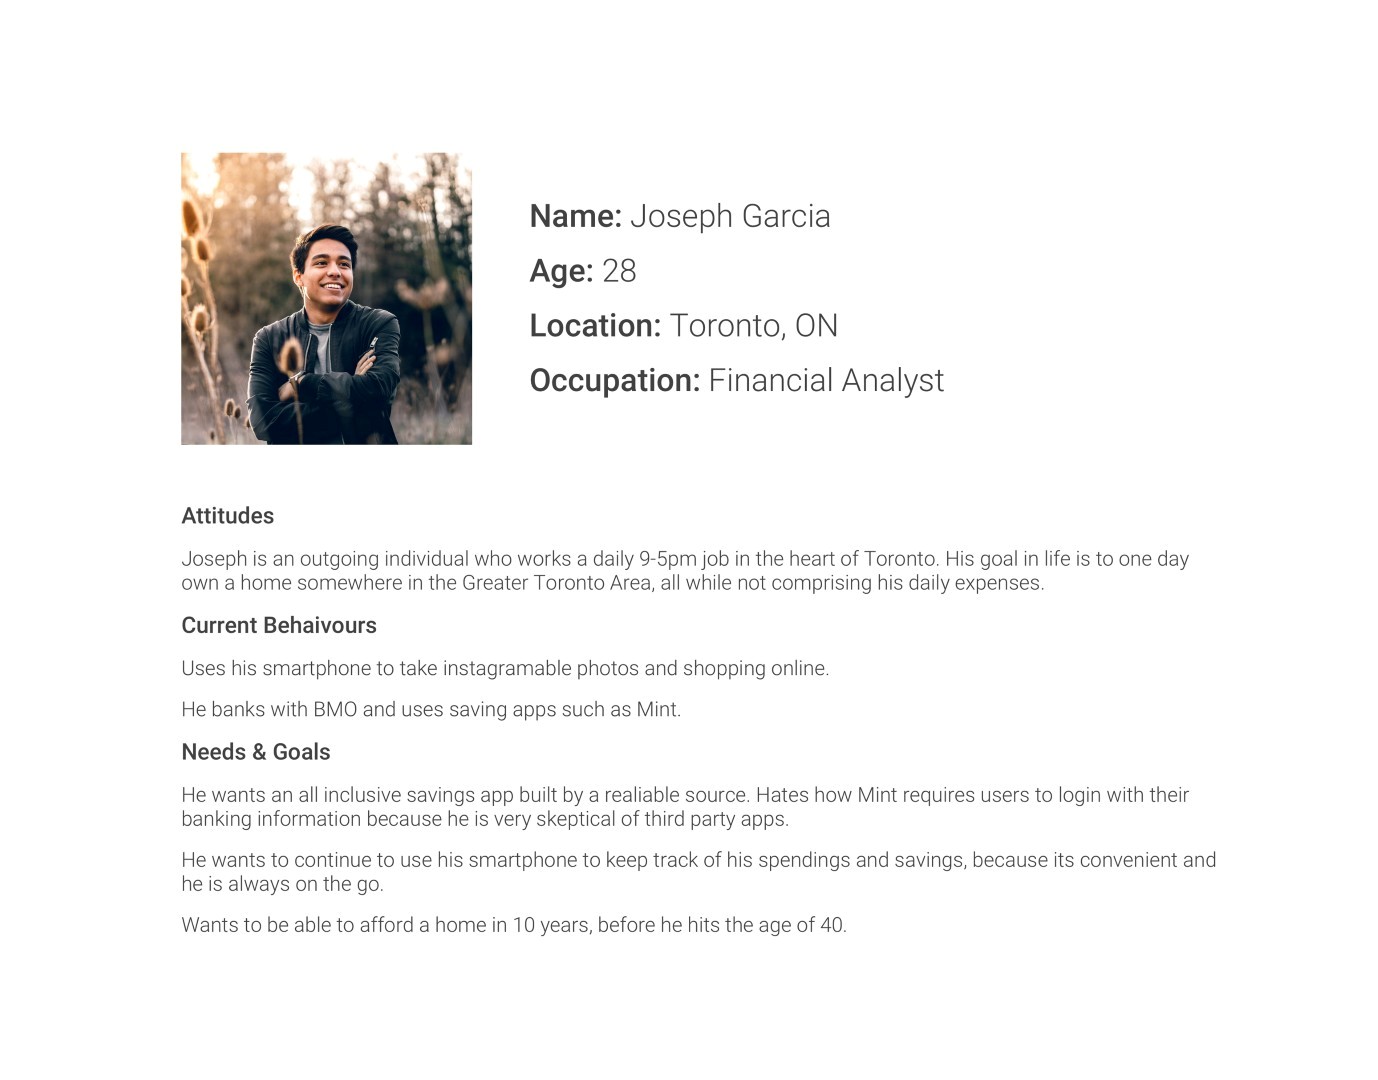 Name: Joseph Garcia
Age: 28
Location: Toronto, ON
Occupation: Financial Analyst
Attitudes
Joseph is an outgoing individual who works a daily 9-5pm job in the heart of Toronto. His goal in life is to one day
own a home somewhere in the Greater Toronto Area, all while not comprising his daily expenses.
Current Behaivours
Uses his smartphone to take instagramable photos and shopping online.
He banks with BMO and uses saving apps such as Mint.
Needs & Goals
He wants an all inclusive savings app built by a realiable source. Hates how Mint requires users to login with their
banking information because he is very skeptical of third party apps.
He wants to continue to use his smartphone to keep track of his spendings and savings, because its convenient and
he is always on the go.
Wants to be able to afford a home in 10 years, before he hits the age of 40.